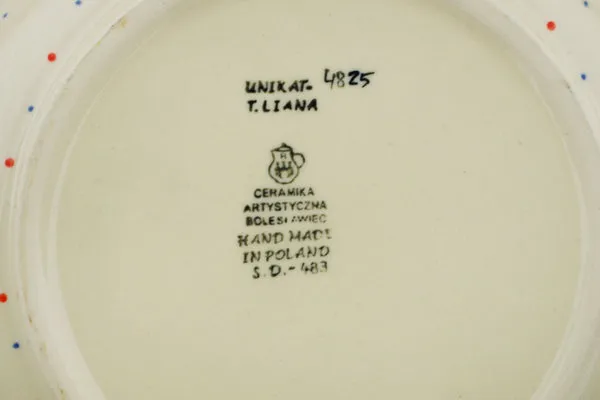 UNIKAT- 4825
T.LIANA
CERAMIKA
ARTYSTYCZNA
BOLESŁAWIEC
HAND MADE
IN POLAND
S.D.-483